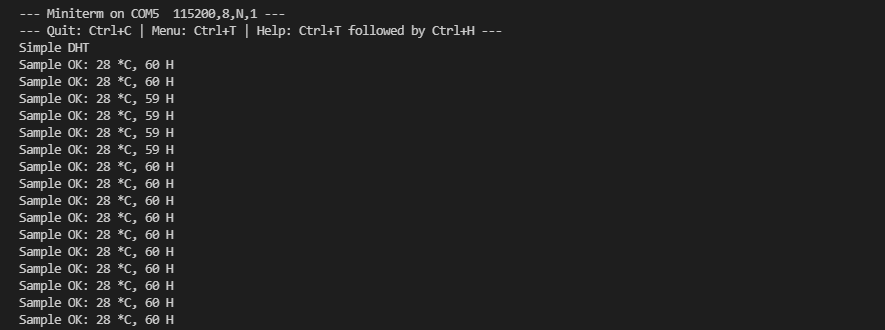 --- Miniterm on COM5  115200,8,N,1 ---
--- Quit: Ctrl+C | Menu: Ctrl+T | Help: Ctrl+T followed by Ctrl+H ---
Simple DHT
Sample OK: 28 *C, 60 H
Sample OK: 28 *C, 60 H
Sample OK: 28 *C, 59 H
Sample OK: 28 *C, 59 H
Sample OK: 28 *C, 59 H
Sample OK: 28 *C, 59 H
Sample OK: 28 *C, 60 H
Sample OK: 28 *C, 60 H
Sample OK: 28 *C, 60 H
Sample OK: 28 *C, 60 H
Sample OK: 28 *C, 60 H
Sample OK: 28 *C, 60 H
Sample OK: 28 *C, 60 H
Sample OK: 28 *C, 60 H
Sample OK: 28 *C, 60 H
Sample OK: 28 *C, 60 H